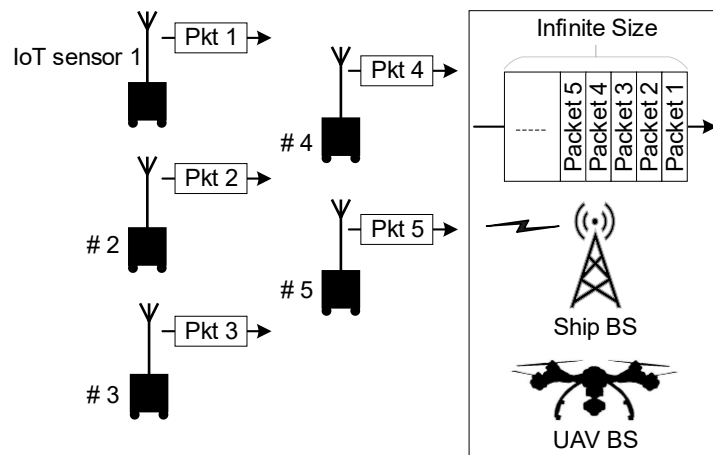 IoT sensor 1
Pkt 1
# 2
Pkt 2
# 3
Pkt 3
# 4
Pkt 4
# 5
Pkt 5
Infinite Size
-----
Packet 5
Packet 4
Packet 3
Packet 2
Packet 1
Ship BS
UAV BS